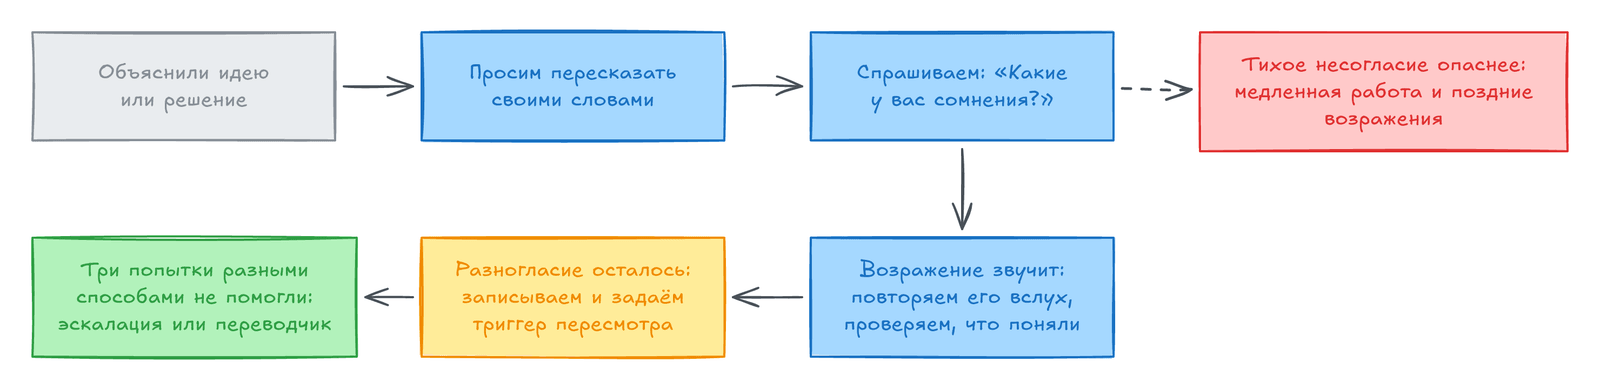 Объяснили идею
или решение
Просим пересказать
своими словами
Спрашиваем: «Какие
у вас сомнения?»
Тихое несогласие опаснее:
медленная работа и поздние
возражения
Три попытки разными
способами не помогли:
эскалация или переводчик
Разногласие осталось:
записываем и задаём
триггер пересмотра
Возражение звучит:
повторяем его вслух,
проверяем, что поняли